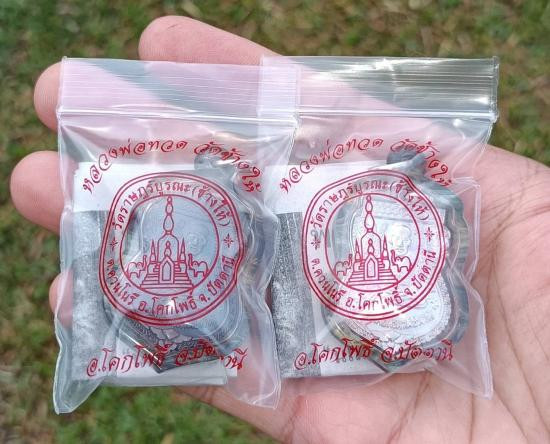 หลวงพ่อทวด วัดช้างให้
วัดราษฎร์บูรณะ(ช้างให้)
ต.ควนโนรี อ.โคกโพธิ์ จ.ปัตตานี
อ.โคกโพธิ์ จ.ปัตตานี
หลวงพ่อทวด วัดช้างให้
วัดราษฎร์บูรณะ(ช้างให้)
ต.ควนโนรี อ.โคกโพธิ์ จ.ปัตตานี
อ.โคกโพธิ์ จ.ปัตตานี